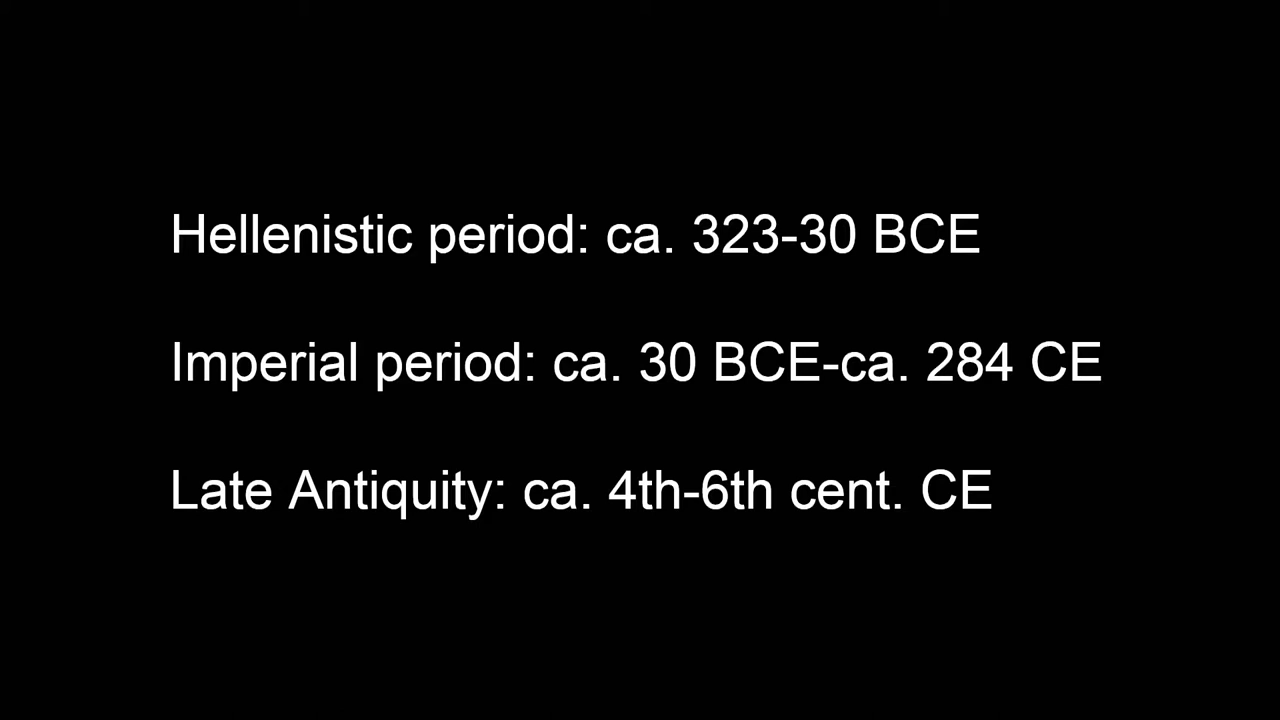 Hellenistic period: ca. 323-30 BCE
Imperial period: ca. 30 BCE-ca. 284 CE
Late Antiquity: ca. 4th-6th cent. CE